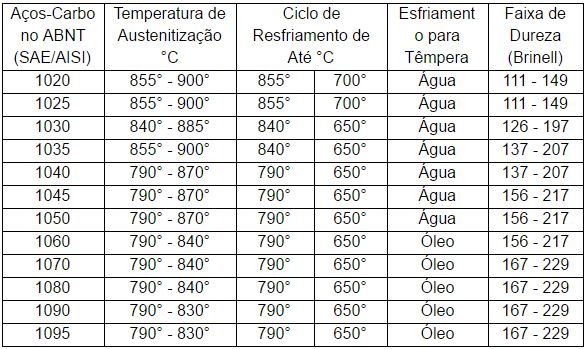 Aços-Carbo
no ABNT
(SAE/AISI)
Temperatura de
Austenitização
°C
Ciclo de
Resfriamento de
Até °C
Esfriament
o para
Têmpera
Faixa de
Dureza
(Brinell)
1020 855° - 900° 855° 700° Água 111 - 149
1025 855° - 900° 855° 700° Água 111 - 149
1030 840° - 885° 840° 650° Água 126 - 197
1035 855° - 900° 840° 650° Água 137 - 207
1040 790° - 870° 790° 650° Água 137 - 207
1045 790° - 870° 790° 650° Água 156 - 217
1050 790° - 870° 790° 650° Água 156 - 217
1060 790° - 840° 790° 650° Óleo 156 - 217
1070 790° - 840° 790° 650° Óleo 167 - 229
1080 790° - 840° 790° 650° Óleo 167 - 229
1090 790° - 830° 790° 650° Óleo 167 - 229
1095 790° - 830° 790° 650° Óleo 167 - 229